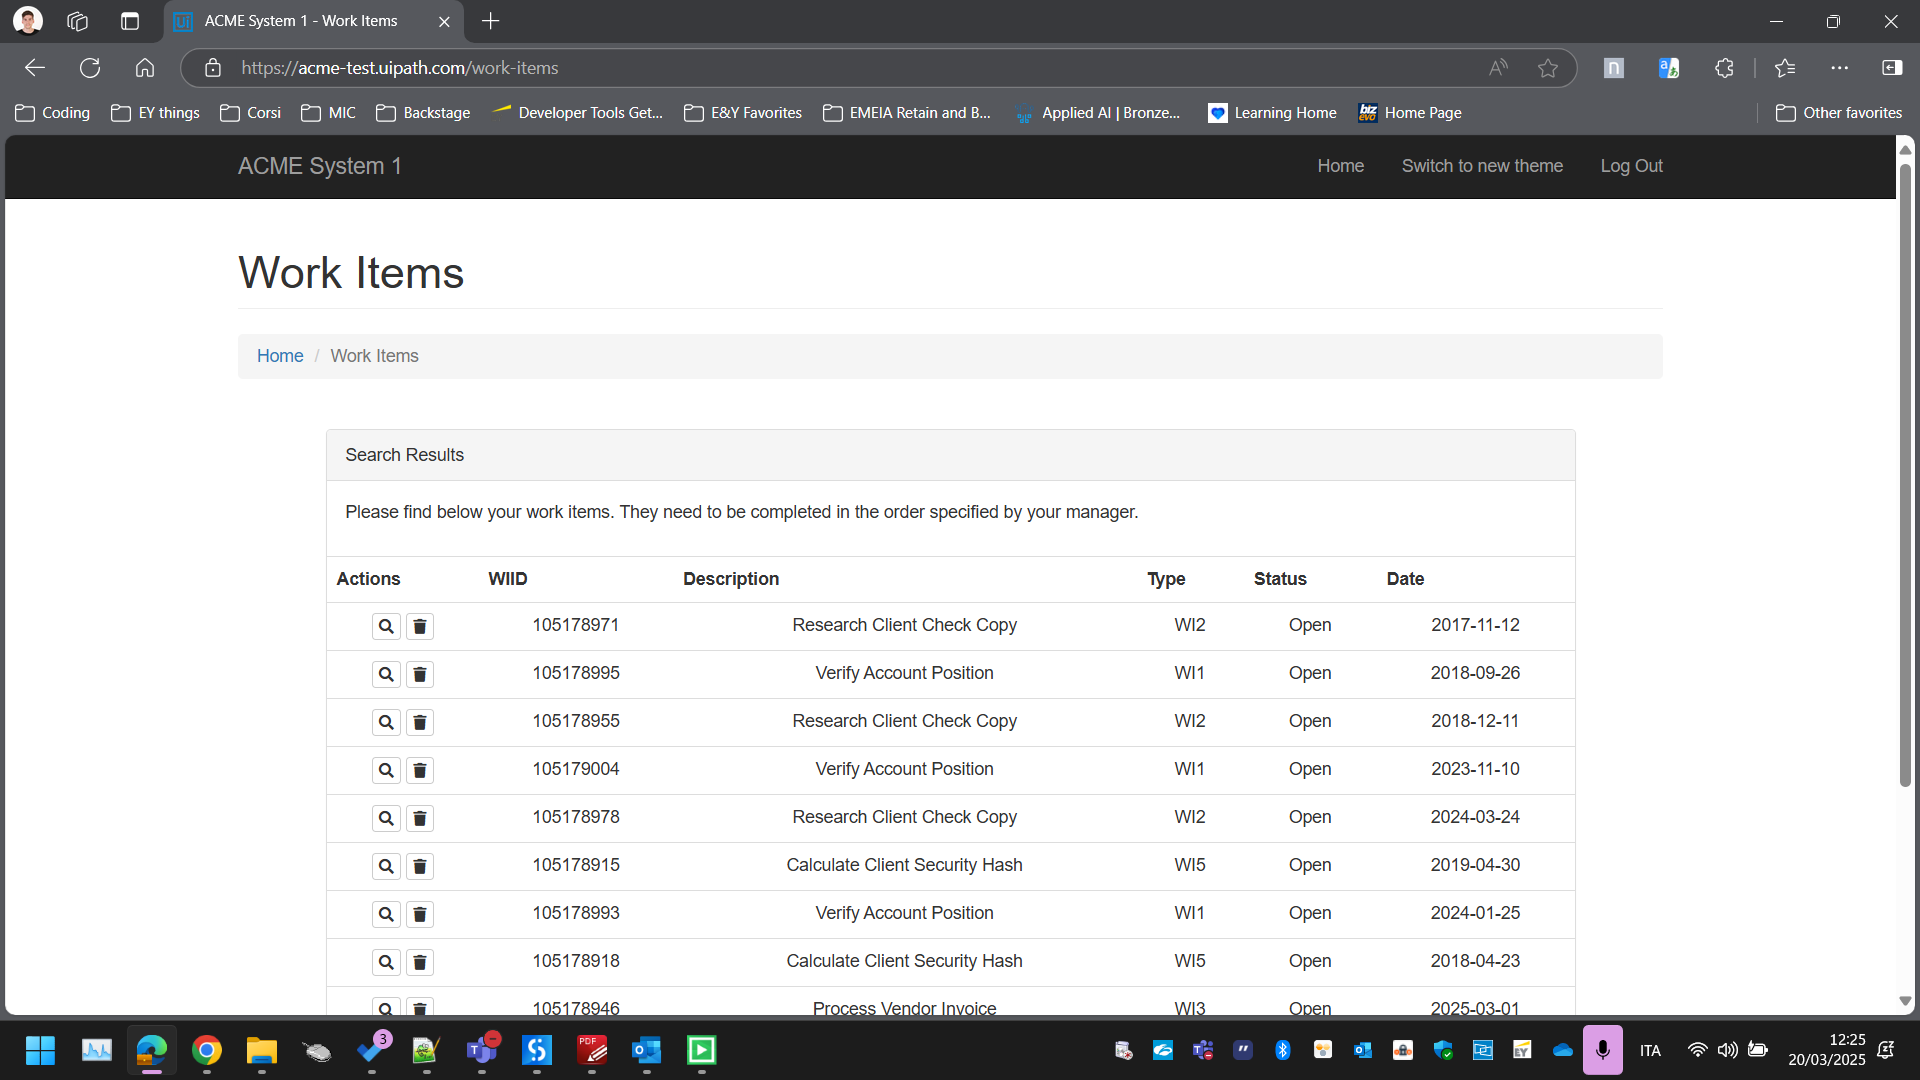 ACME System 1 - Work Items
https://acme-test.uipath.com/work-items
Coding EY things Corsi MIC Backstage Developer Tools Get... E&Y Favorites EMEIA Retain and B... Applied AI | Bronze... Learning Home Home Page Other favorites
ACME System 1 Home Switch to new theme Log Out
Work Items
Home / Work Items
Search Results
Please find below your work items. They need to be completed in the order specified by your manager.
Actions WIID Description Type Status Date
105178971 Research Client Check Copy WI2 Open 2017-11-12
105178995 Verify Account Position WI1 Open 2018-09-26
105178955 Research Client Check Copy WI2 Open 2018-12-11
105179004 Verify Account Position WI1 Open 2023-11-10
105178978 Research Client Check Copy WI2 Open 2024-03-24
105178915 Calculate Client Security Hash WI5 Open 2019-04-30
105178993 Verify Account Position WI1 Open 2024-01-25
105178918 Calculate Client Security Hash WI5 Open 2018-04-23
105178946 Process Vendor Invoice WI3 Open 2025-03-01
3 PDF EY ITA 12:25
20/03/2025